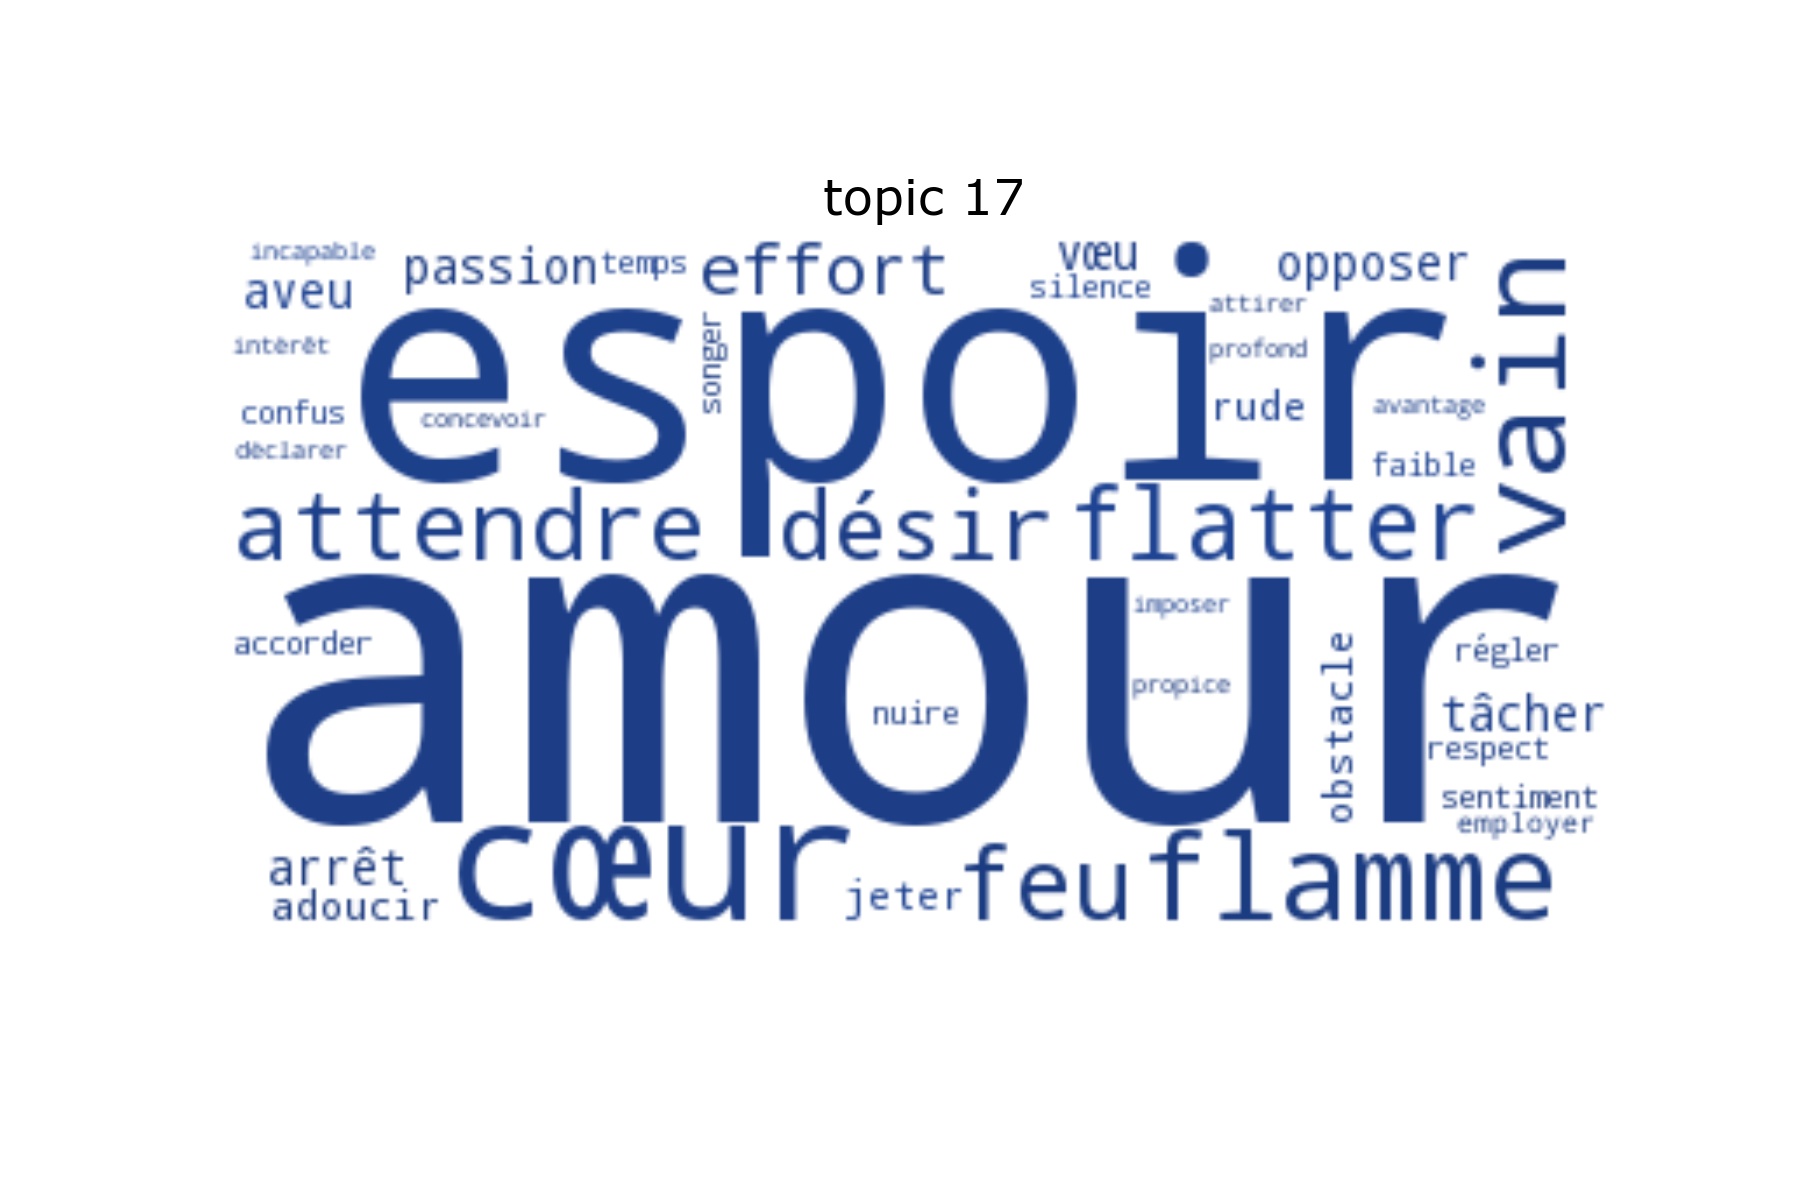 topic 17
incapable
passion
temps
effort
vœu
opposer
aveu
silence
attirer
vain
espoir
intérêt
songer
profond
confus
concevoir
rude
avantage
déclarer
faible
attendre
désir
flatter
amour
imposer
accorder
obstacle
régler
propice
nuire
tâcher
respect
sentiment
employer
arrêt
cœur
feu
flamme
adoucir
jeter